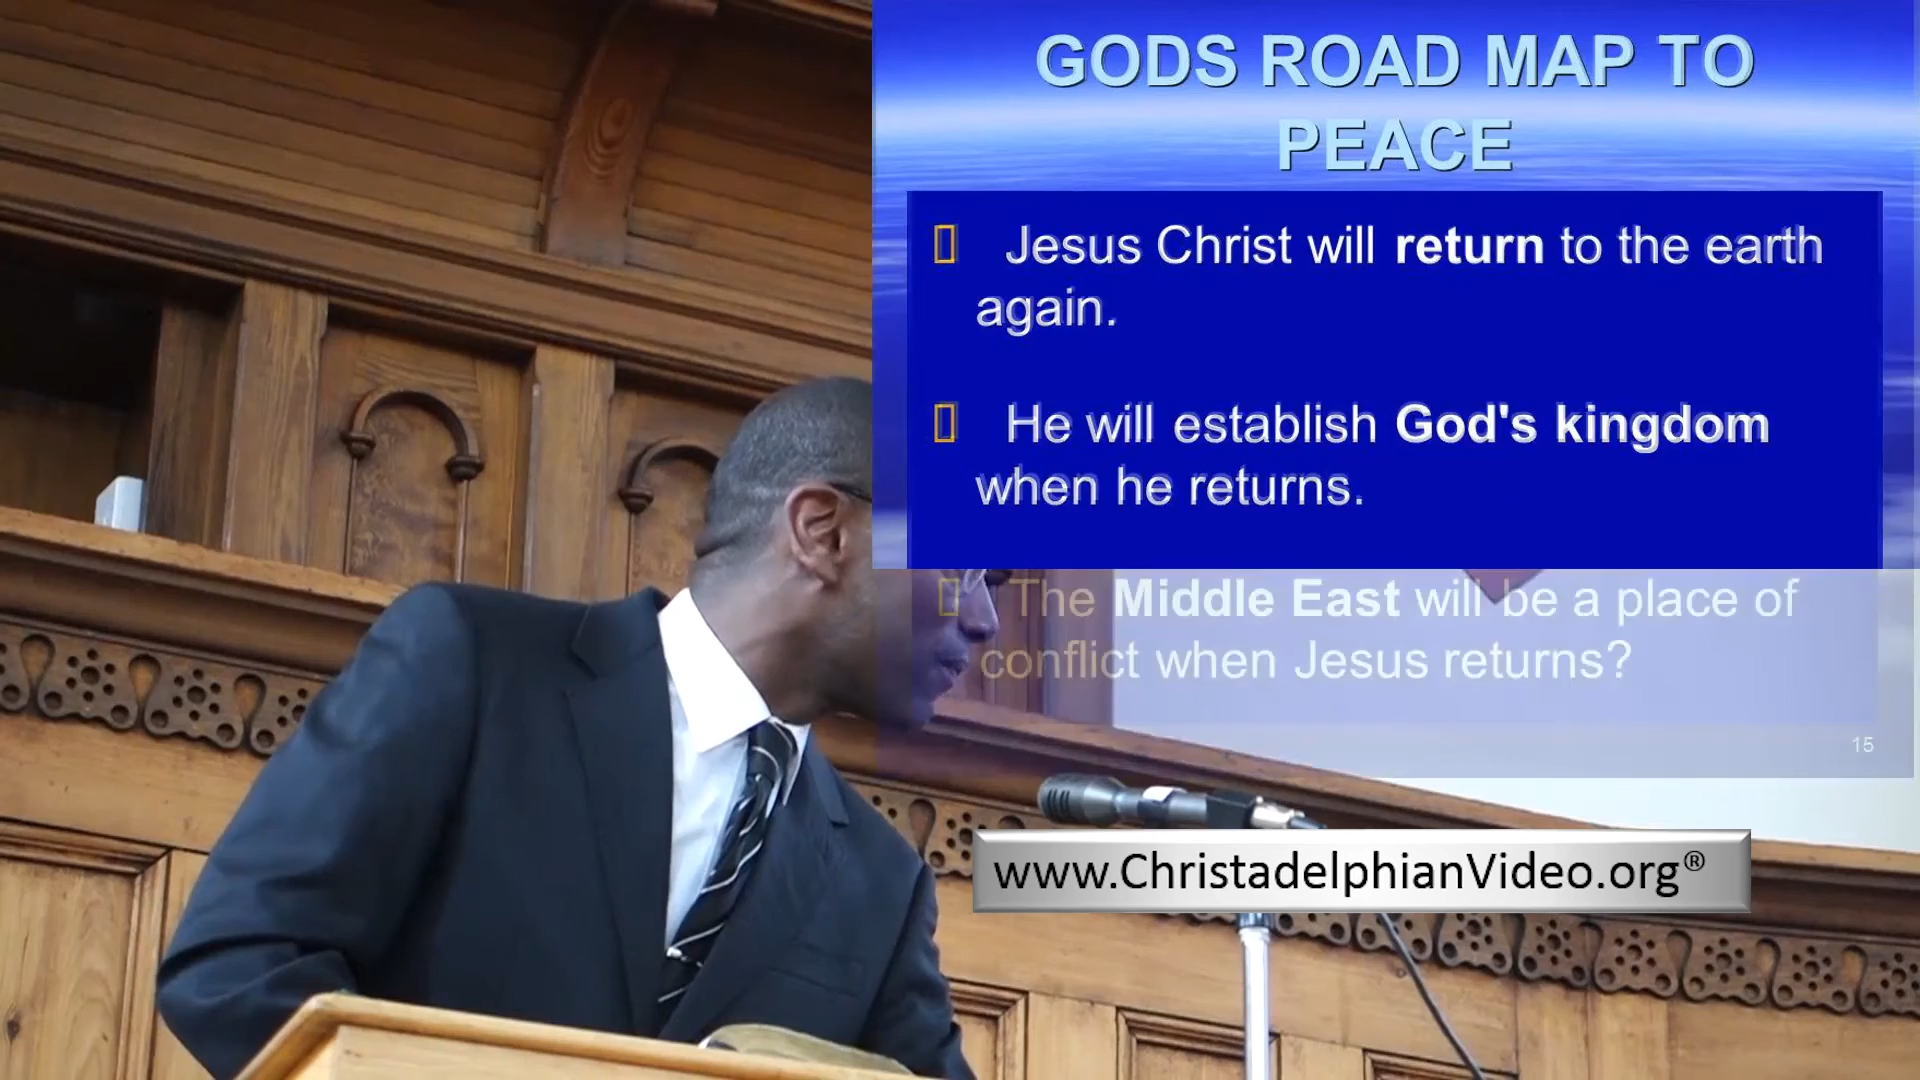 GODS ROAD MAP TO
PEACE
Jesus Christ will return to the earth
again.
He will establish God's kingdom
when he returns.
The Middle East will be a place of
conflict when Jesus returns?
15
www.ChristadelphianVideo.org®